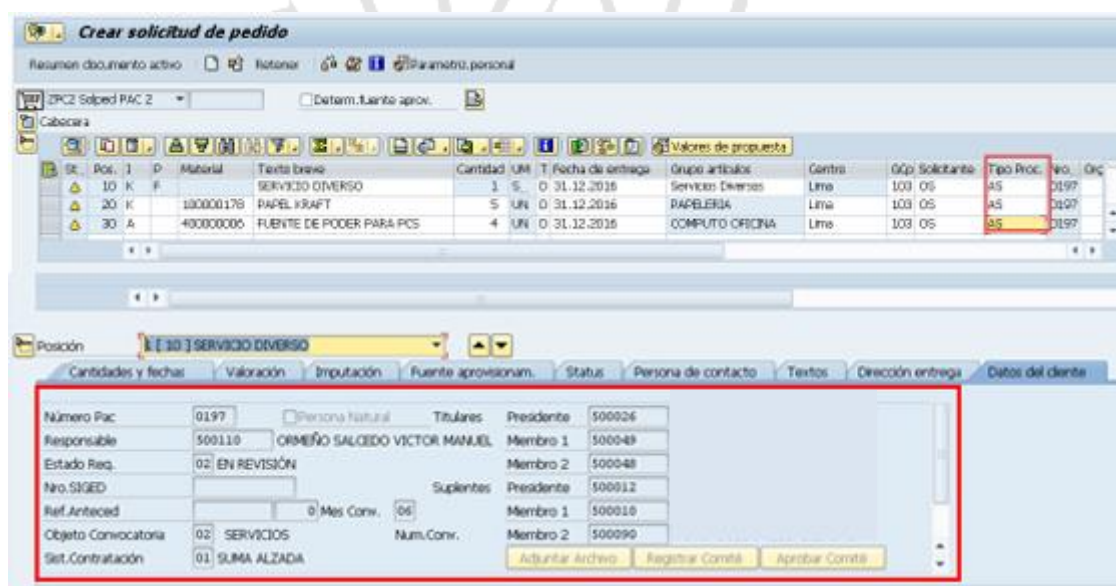 Crear solicitud de pedido
Resumen documento activo Retener Parametriz.personal
ZPC2 Solped PAC 2 Determ.fuente aprov.
Cabecera
Valores de propuesta
St. Pos. I P Material Texto breve Cantidad UM T Fecha de entrega Grupo artículos Centro GCp Solicitante Tipo Proc. Nro. Org
10 K F SERVICIO DIVERSO 1 S_ D 31.12.2016 Servicios Diversos Lima 103 OS AS 0197
20 K 100000178 PAPEL KRAFT 5 UN D 31.12.2016 PAPELERIA Lima 103 OS AS 0197
30 A 400000006 FUENTE DE PODER PARA PCS 4 UN D 31.12.2016 COMPUTO OFICINA Lima 103 OS AS 0197
Posición 1 [ 10 ] SERVICIO DIVERSO
Cantidades y fechas Valoración Imputación Fuente aprovisionam. Status Persona de contacto Textos Dirección entrega Datos del cliente
Número Pac 0197 Persona Natural Titulares Presidente 500026
Responsable 500110 ORMEÑO SALCEDO VICTOR MANUEL Membro 1 500049
Estado Req. 02 EN REVISIÓN Membro 2 500048
Nro.SIGED Suplentes Presidente 500012
Ref.Anteced 0 Mes Conv. 06 Membro 1 500010
Objeto Convocatoria 02 SERVICIOS Num.Conv. Membro 2 500090
Sist.Contratación 01 SUMA ALZADA Adjuntar Archivo Registrar Comité Aprobar Comité